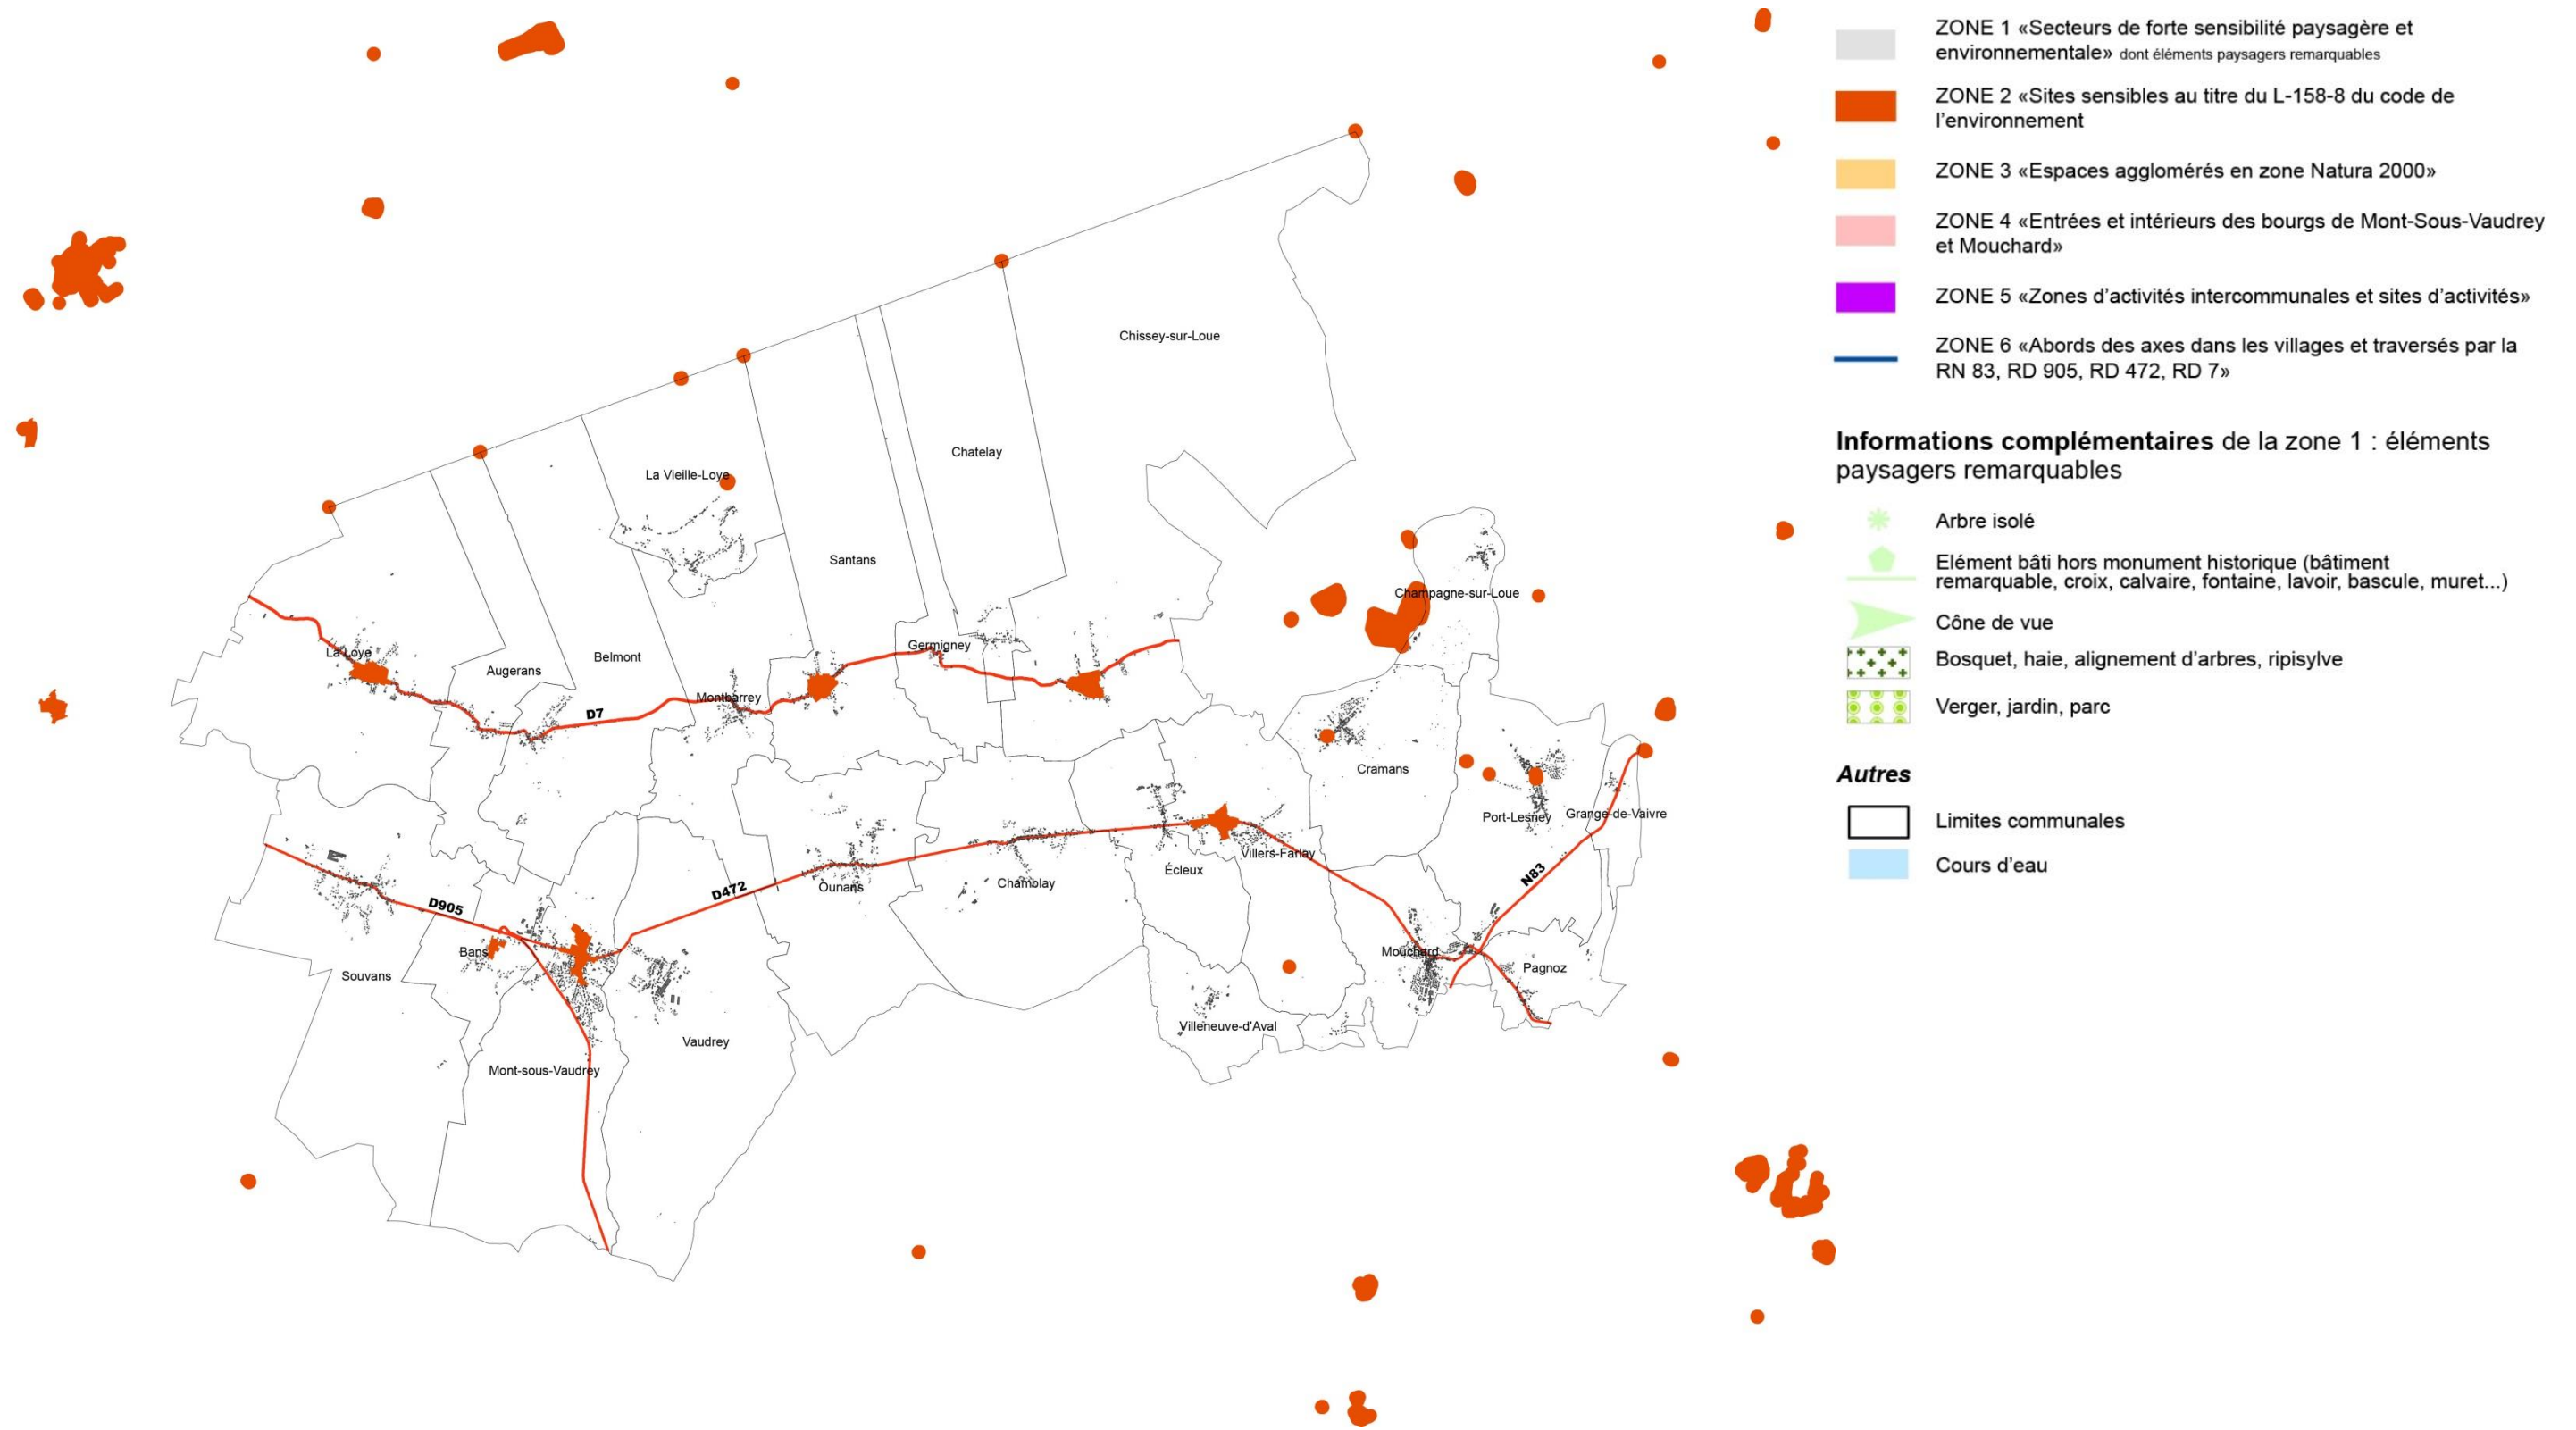 ZONE 1 «Secteurs de forte sensibilité paysagère et
environnementale» dont éléments paysagers remarquables
ZONE 2 «Sites sensibles au titre du L-158-8 du code de
l’environnement
ZONE 3 «Espaces agglomérés en zone Natura 2000»
ZONE 4 «Entrées et intérieurs des bourgs de Mont-Sous-Vaudrey
et Mouchard»
ZONE 5 «Zones d’activités intercommunales et sites d’activités»
ZONE 6 «Abords des axes dans les villages et traversés par la
RN 83, RD 905, RD 472, RD 7»
Informations complémentaires de la zone 1 : éléments
paysagers remarquables
Arbre isolé
Elément bâti hors monument historique (bâtiment
remarquable, croix, calvaire, fontaine, lavoir, bascule, muret...)
Cône de vue
Bosquet, haie, alignement d’arbres, ripisylve
Verger, jardin, parc
Autres
Limites communales
Cours d’eau
Chissey-sur-Loue
Chatelay
La Vieille-Loye
Santans
Champagne-sur-Loue
Germigney
La Loye
Belmont
Augerans
Montbarrey
D7
Cramans
Port-Lesney
Grange-de-Vaivre
Villers-Farlay
Écleux
N83
Chamblay
Ounans
D472
D905
Bans
Mouchard
Pagnoz
Souvans
Villeneuve-d'Aval
Vaudrey
Mont-sous-Vaudrey